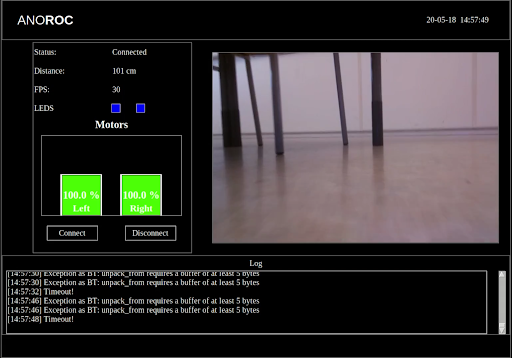 ANOROC
20-05-18 14:57:49
Status: Connected
Distance: 101 cm
FPS: 30
LEDS
Motors
100.0 % 100.0 %
Left Right
Connect Disconnect
Log
[14:57:30] Exception as BT: unpack_from requires a buffer of at least 5 bytes
[14:57:30] Exception as BT: unpack_from requires a buffer of at least 5 bytes
[14:57:32] Timeout!
[14:57:46] Exception as BT: unpack_from requires a buffer of at least 5 bytes
[14:57:46] Exception as BT: unpack_from requires a buffer of at least 5 bytes
[14:57:48] Timeout!